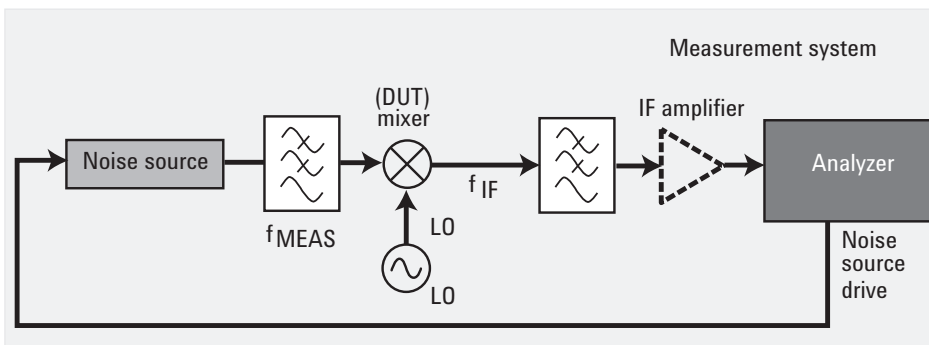 Measurement system
(DUT)
mixer
IF amplifier
Noise source
Analyzer
f IF
f MEAS
LO
LO
Noise
source
drive